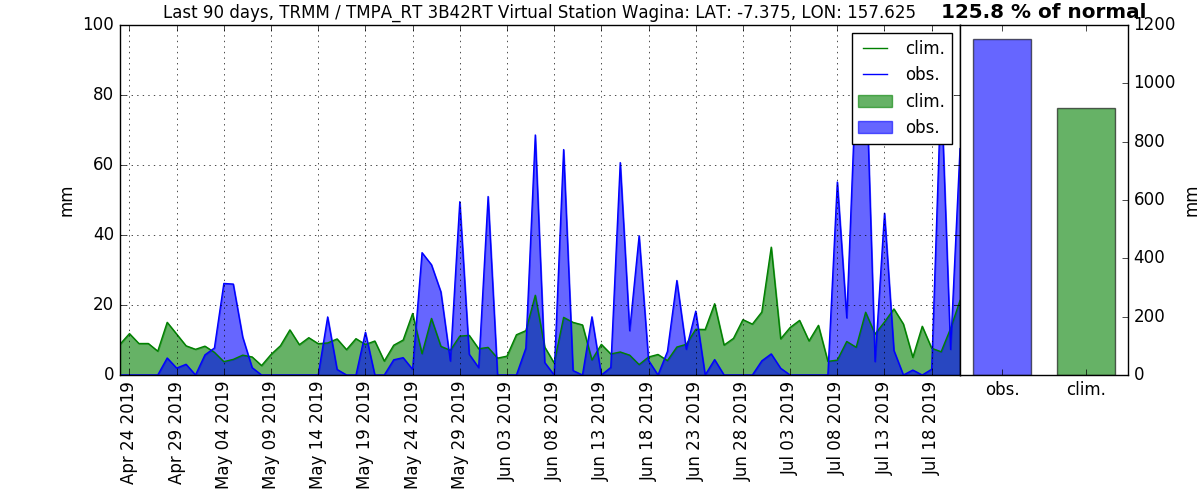 Last 90 days, TRMM / TMPA_RT 3B42RT Virtual Station Wagina: LAT: -7.375, LON: 157.625
125.8 % of normal
100
80
60
40
20
0
mm
clim.
obs.
clim.
obs.
1200
1000
800
600
400
200
0
mm
Apr 24 2019
Apr 29 2019
May 04 2019
May 09 2019
May 14 2019
May 19 2019
May 24 2019
May 29 2019
Jun 03 2019
Jun 08 2019
Jun 13 2019
Jun 18 2019
Jun 23 2019
Jun 28 2019
Jul 03 2019
Jul 08 2019
Jul 13 2019
Jul 18 2019
obs.
clim.